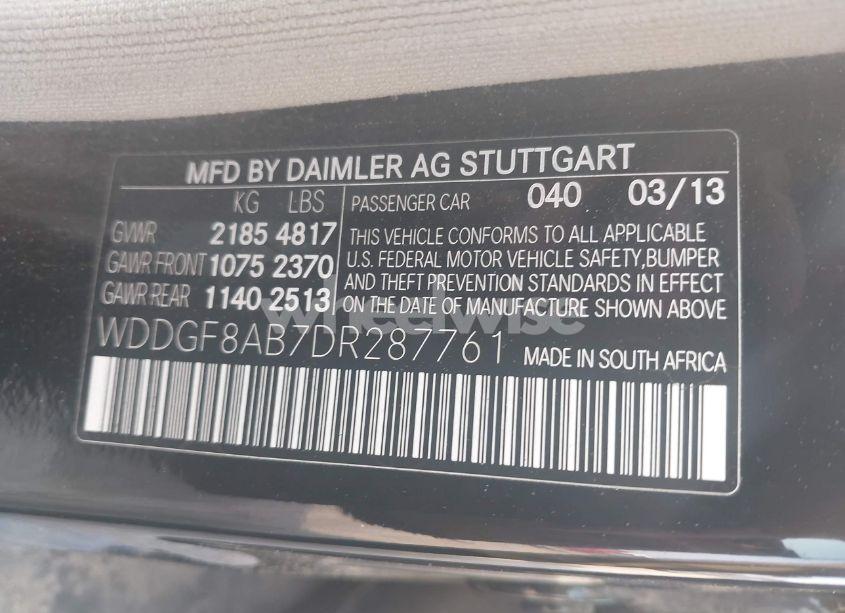 MFD BY DAIMLER AG STUTTGART
KG LBS
GVWR 2185 4817
GAWR FRONT 1075 2370
GAWR REAR 1140 2513
PASSENGER CAR 040 03/13
THIS VEHICLE CONFORMS TO ALL APPLICABLE
U.S. FEDERAL MOTOR VEHICLE SAFETY,BUMPER
AND THEFT PREVENTION STANDARDS IN EFFECT
ON THE DATE OF MANUFACTURE SHOWN ABOVE
wheelwise
WDDGF8AB7DR287761 MADE IN SOUTH AFRICA